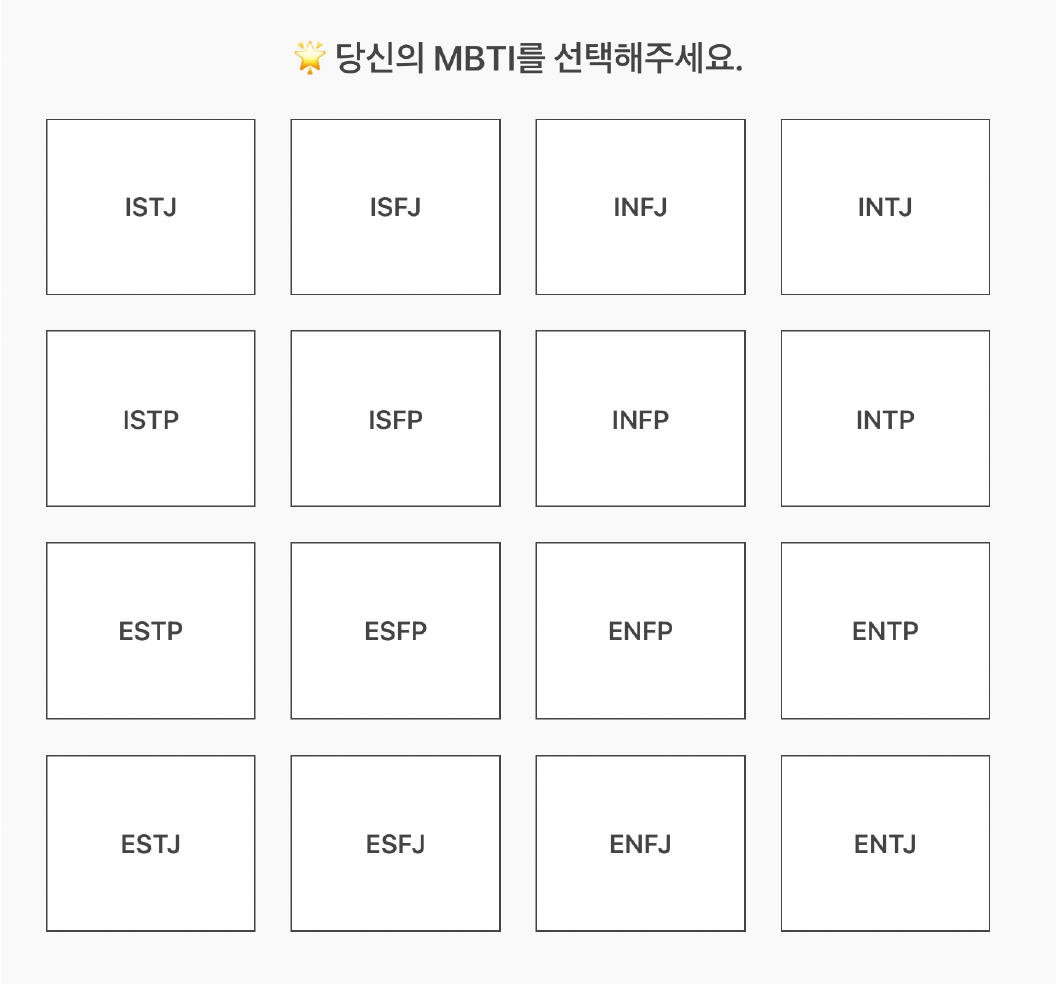 🌟 당신의 MBTI를 선택해주세요.
ISTJ ISFJ INFJ INTJ
ISTP ISFP INFP INTP
ESTP ESFP ENFP ENTP
ESTJ ESFJ ENFJ ENTJ